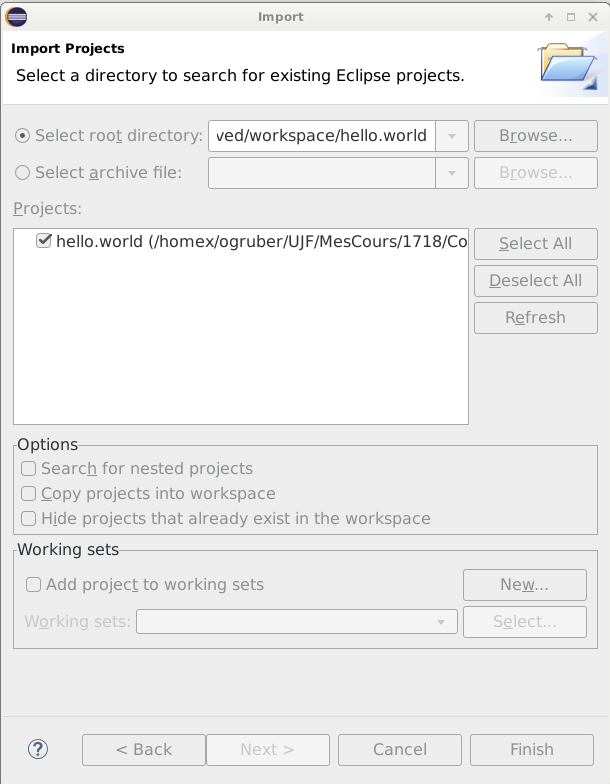 Import
Import Projects
Select a directory to search for existing Eclipse projects.
Select root directory: ved/workspace/hello.world Browse...
Select archive file: Browse...
Projects:
hello.world (/homex/ogruber/UJF/MesCours/1718/Co
Select All
Deselect All
Refresh
Options
Search for nested projects
Copy projects into workspace
Hide projects that already exist in the workspace
Working sets
Add project to working sets New...
Working sets: Select...
? < Back Next > Cancel Finish